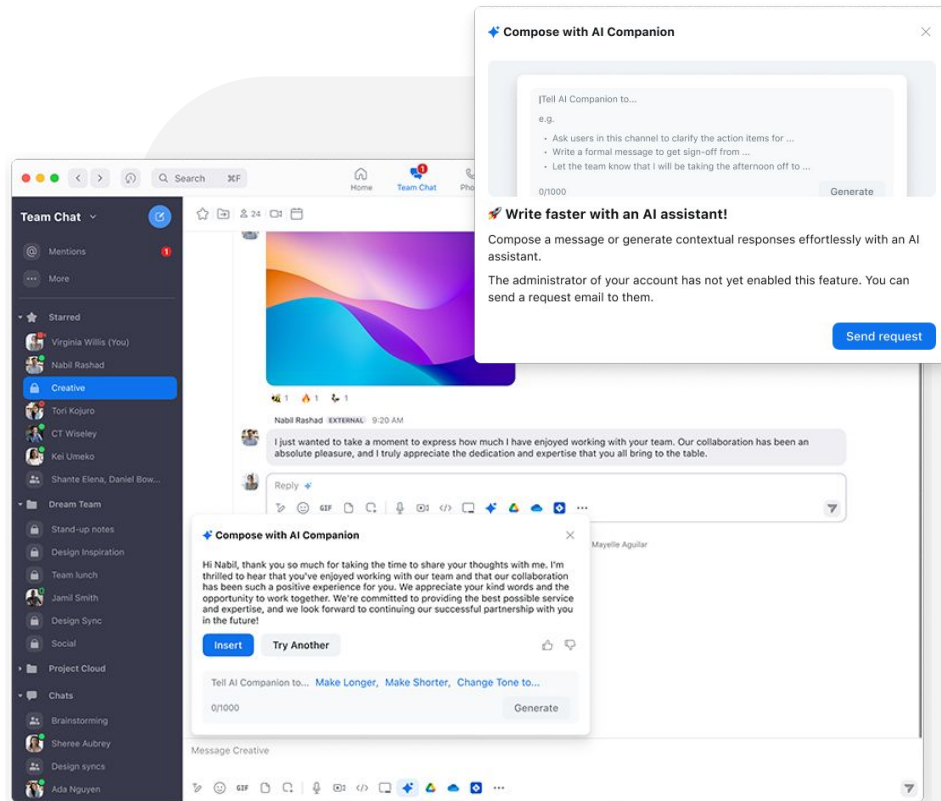 Compose with AI Companion
Tell AI Companion to...
e.g.
• Ask users in this channel to clarify the action items for ...
• Write a formal message to get sign-off from ...
• Let the team know that I will be taking the afternoon off to ...
0/1000
Generate
🚀 Write faster with an AI assistant!
Compose a message or generate contextual responses effortlessly with an AI
assistant.
The administrator of your account has not yet enabled this feature. You can
send a request email to them.
Send request
Search ⌘F
Home
1
Team Chat
Pho
Team Chat
24
Mentions
1
More
Starred
Virginia Willis (You)
Nabil Rashad
Creative
Tori Kojuro
CT Wiseley
Kei Umeko
Shante Elena, Daniel Bow...
Dream Team
Stand-up notes
Design Inspiration
Team lunch
Jamil Smith
Design Sync
Social
Project Cloud
Chats
Brainstorming
Sheree Aubrey
Design syncs
Ada Nguyen
1 1 1
Nabil Rashad EXTERNAL 9:20 AM
I just wanted to take a moment to express how much I have enjoyed working with your team. Our collaboration has been an
absolute pleasure, and I truly appreciate the dedication and expertise that you all bring to the table.
Reply
GIF
Mayelle Aguilar
Compose with AI Companion
Hi Nabil, thank you so much for taking the time to share your thoughts with me. I'm
thrilled to hear that you've enjoyed working with our team and that our collaboration
has been such a positive experience for you. We appreciate your kind words and the
opportunity to work together. We're committed to providing the best possible service
and expertise, and we look forward to continuing our successful partnership with you
in the future!
Insert
Try Another
Tell AI Companion to... Make Longer, Make Shorter, Change Tone to...
0/1000
Generate
Message Creative
GIF